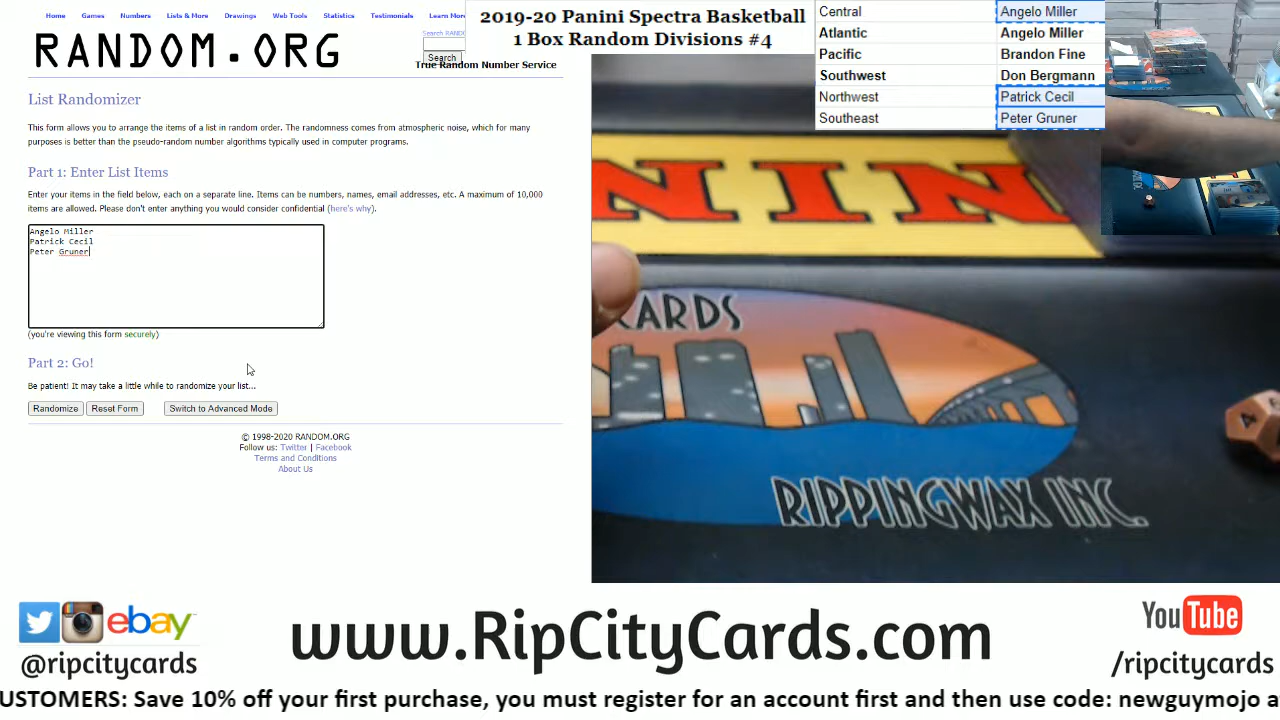 Home Games Numbers Lists & More Drawings Web Tools Statistics Testimonials Learn More
RANDOM.ORG
Search RAND
Search
True Random Number Service
2019-20 Panini Spectra Basketball
1 Box Random Divisions #4
Central Angelo Miller
Atlantic Angelo Miller
Pacific Brandon Fine
Southwest Don Bergmann
Northwest Patrick Cecil
Southeast Peter Gruner
List Randomizer
This form allows you to arrange the items of a list in random order. The randomness comes from atmospheric noise, which for many
purposes is better than the pseudo-random number algorithms typically used in computer programs.
Part 1: Enter List Items
Enter your items in the field below, each on a separate line. Items can be numbers, names, email addresses, etc. A maximum of 10,000
items are allowed. Please don't enter anything you would consider confidential (here's why).
Angelo Miller
Patrick Cecil
Peter Gruner
(you're viewing this form securely)
Part 2: Go!
Be patient! It may take a little while to randomize your list...
Randomize Reset Form Switch to Advanced Mode
© 1998-2020 RANDOM.ORG
Follow us: Twitter | Facebook
Terms and Conditions
About Us
NIN
CARDS
RIPPINGWAX INC.
4
ebay
@ripcitycards
www.RipCityCards.com
YouTube
/ripcitycards
USTOMERS: Save 10% off your first purchase, you must register for an account first and then use code: newguymojo a